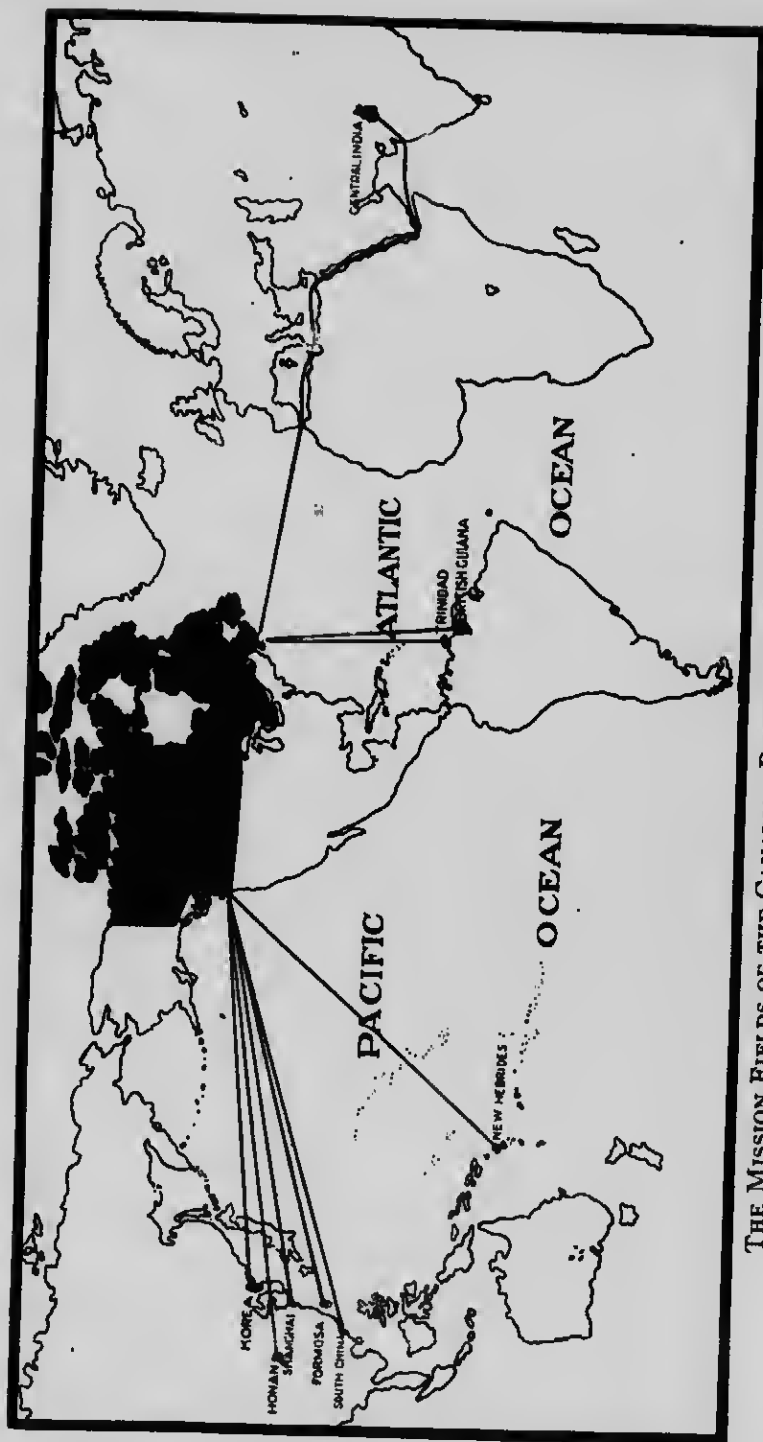 KOREA
HONAN
SHANGHAI
FORMOSA
SOUTH CHINA
PACIFIC
OCEAN
NEW HEBRIDES
ATLANTIC
OCEAN
TRINIDAD
BRITISH GUIANA
CENTRAL INDIA
THE MISSION FIELDS OF THE